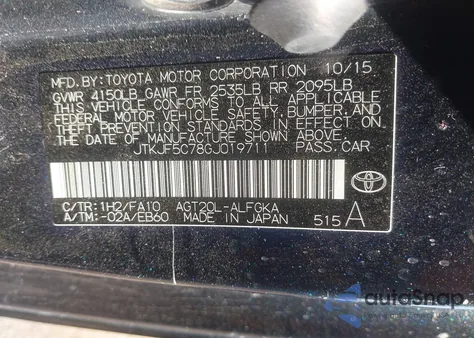 MFD. BY: TOYOTA MOTOR CORPORATION 10/15
GVWR 4150LB GAWR FR 2535LB RR 2095LB
THIS VEHICLE CONFORMS TO ALL APPLICABLE
FEDERAL MOTOR VEHICLE SAFETY, BUMPER, AND
THEFT PREVENTION STANDARDS IN EFFECT ON
THE DATE OF MANUFACTURE SHOWN ABOVE.
JTKJF5C78GJ019711 PASS. CAR
C/TR: 1H2/FA10 AGT20L-ALFGKA
A/TM: -02A/EB60 MADE IN JAPAN 515 A
autoSnap